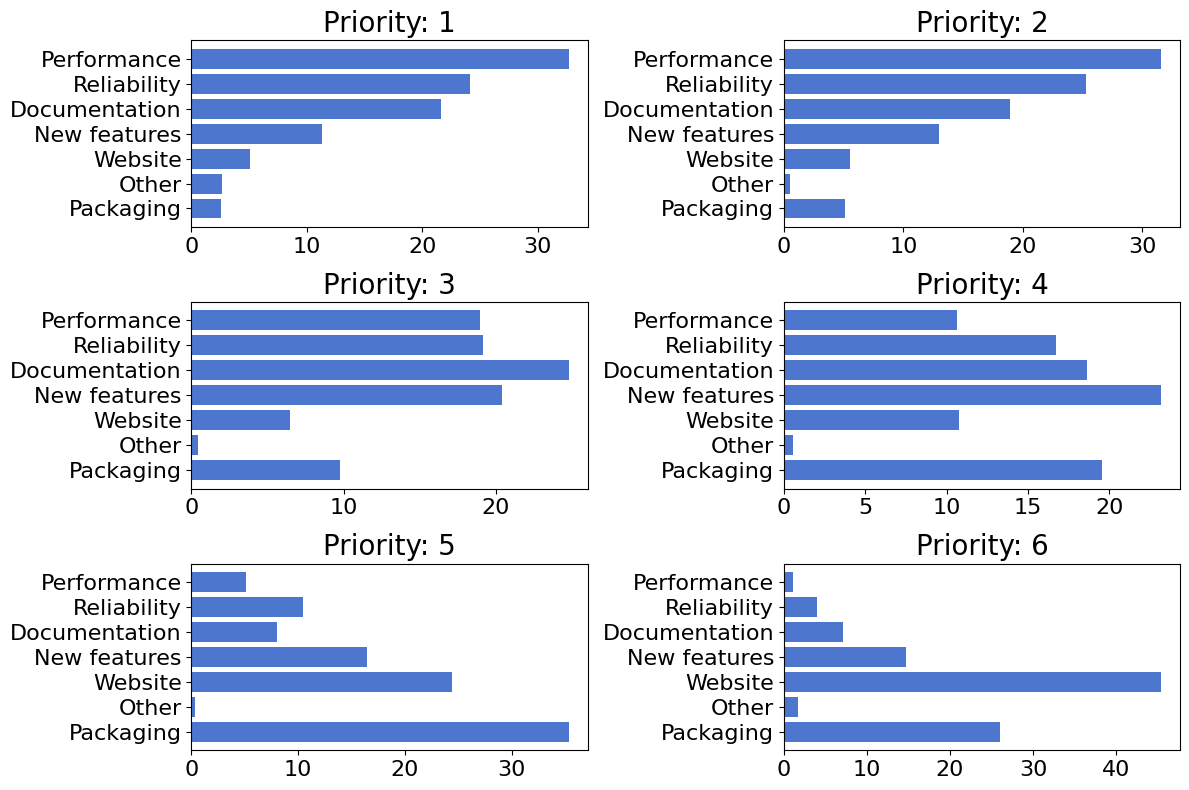 Priority: 1
Performance
Reliability
Documentation
New features
Website
Other
Packaging
0 10 20 30
Priority: 2
Performance
Reliability
Documentation
New features
Website
Other
Packaging
0 10 20 30
Priority: 3
Performance
Reliability
Documentation
New features
Website
Other
Packaging
0 10 20
Priority: 4
Performance
Reliability
Documentation
New features
Website
Other
Packaging
0 5 10 15 20
Priority: 5
Performance
Reliability
Documentation
New features
Website
Other
Packaging
0 10 20 30
Priority: 6
Performance
Reliability
Documentation
New features
Website
Other
Packaging
0 10 20 30 40